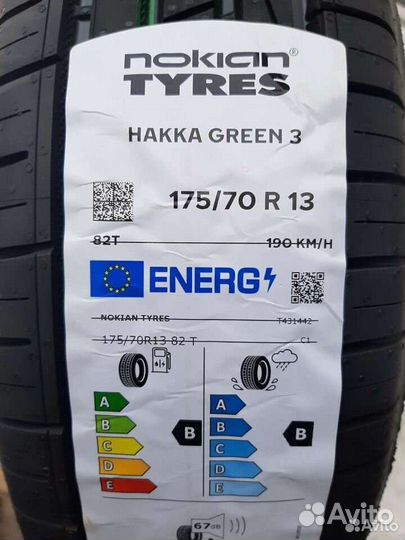 nokian®
TYRES
HAKKA GREEN 3
175/70 R 13
82T 190 KM/H
ENERG
NOKIAN TYRES T431442
175/70R13 82 T C1
A A
B B B B
C C
D D
E E
67dB
Avito